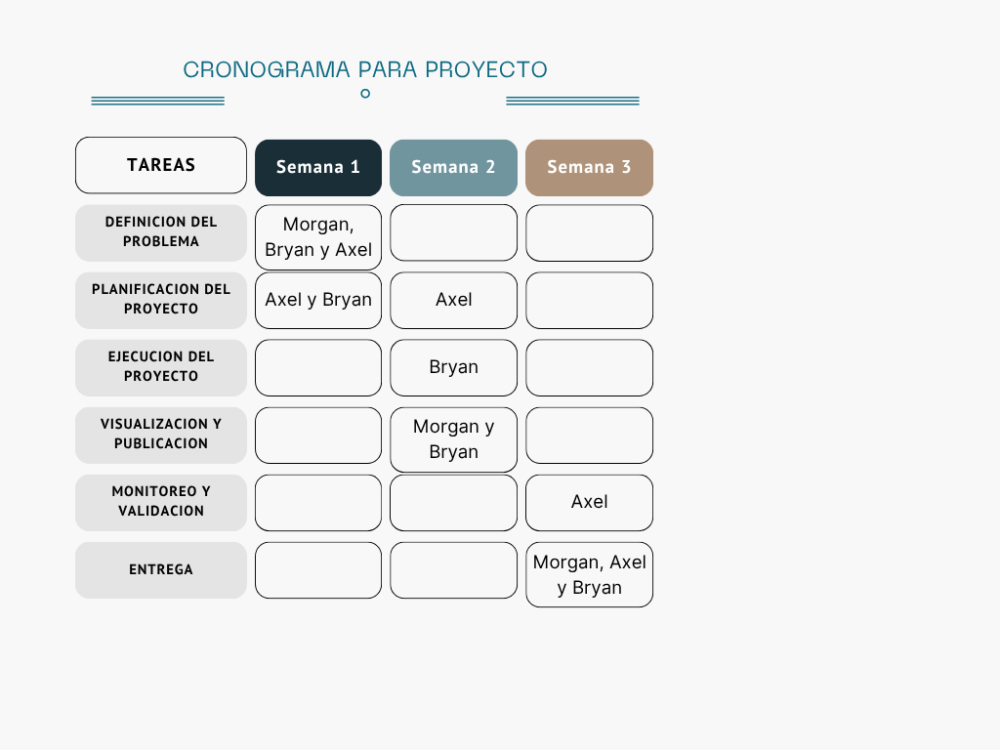 CRONOGRAMA PARA PROYECTO
TAREAS
Semana 1
Semana 2
Semana 3
DEFINICION DEL
PROBLEMA
Morgan,
Bryan y Axel
PLANIFICACION DEL
PROYECTO
Axel y Bryan
Axel
EJECUCION DEL
PROYECTO
Bryan
VISUALIZACION Y
PUBLICACION
Morgan y
Bryan
MONITOREO Y
VALIDACION
Axel
ENTREGA
Morgan, Axel
y Bryan